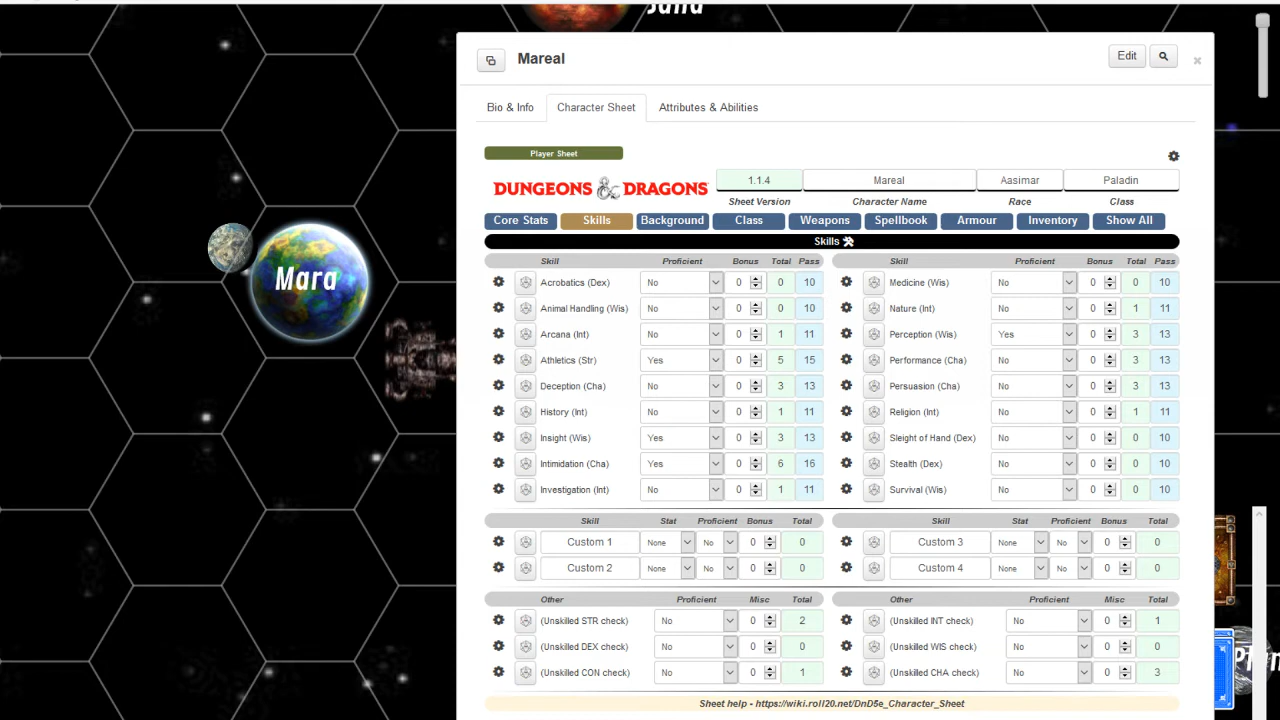 Mareal
Edit
Bio & Info
Character Sheet
Attributes & Abilities
Player Sheet
DUNGEONS & DRAGONS
1.1.4 Mareal Aasimar Paladin
Sheet Version Character Name Race Class
Core Stats Skills Background Class Weapons Spellbook Armour Inventory Show All
Skills
Skill Proficient Bonus Total Pass
Acrobatics (Dex) No 0 0 10
Animal Handling (Wis) No 0 0 10
Arcana (Int) No 0 1 11
Athletics (Str) Yes 0 5 15
Deception (Cha) No 0 3 13
History (Int) No 0 1 11
Insight (Wis) Yes 0 3 13
Intimidation (Cha) Yes 0 6 16
Investigation (Int) No 0 1 11
Skill Proficient Bonus Total Pass
Medicine (Wis) No 0 0 10
Nature (Int) No 0 1 11
Perception (Wis) Yes 0 3 13
Performance (Cha) No 0 3 13
Persuasion (Cha) No 0 3 13
Religion (Int) No 0 1 11
Sleight of Hand (Dex) No 0 0 10
Stealth (Dex) No 0 0 10
Survival (Wis) No 0 0 10
Skill Stat Proficient Bonus Total
Custom 1 None No 0 0
Custom 2 None No 0 0
Skill Stat Proficient Bonus Total
Custom 3 None No 0 0
Custom 4 None No 0 0
Other Proficient Misc Total
(Unskilled STR check) No 0 2
(Unskilled DEX check) No 0 0
(Unskilled CON check) No 0 1
Other Proficient Misc Total
(Unskilled INT check) No 0 1
(Unskilled WIS check) No 0 0
(Unskilled CHA check) No 0 3
Sheet help - https://wiki.roll20.net/DnD5e_Character_Sheet
Mara